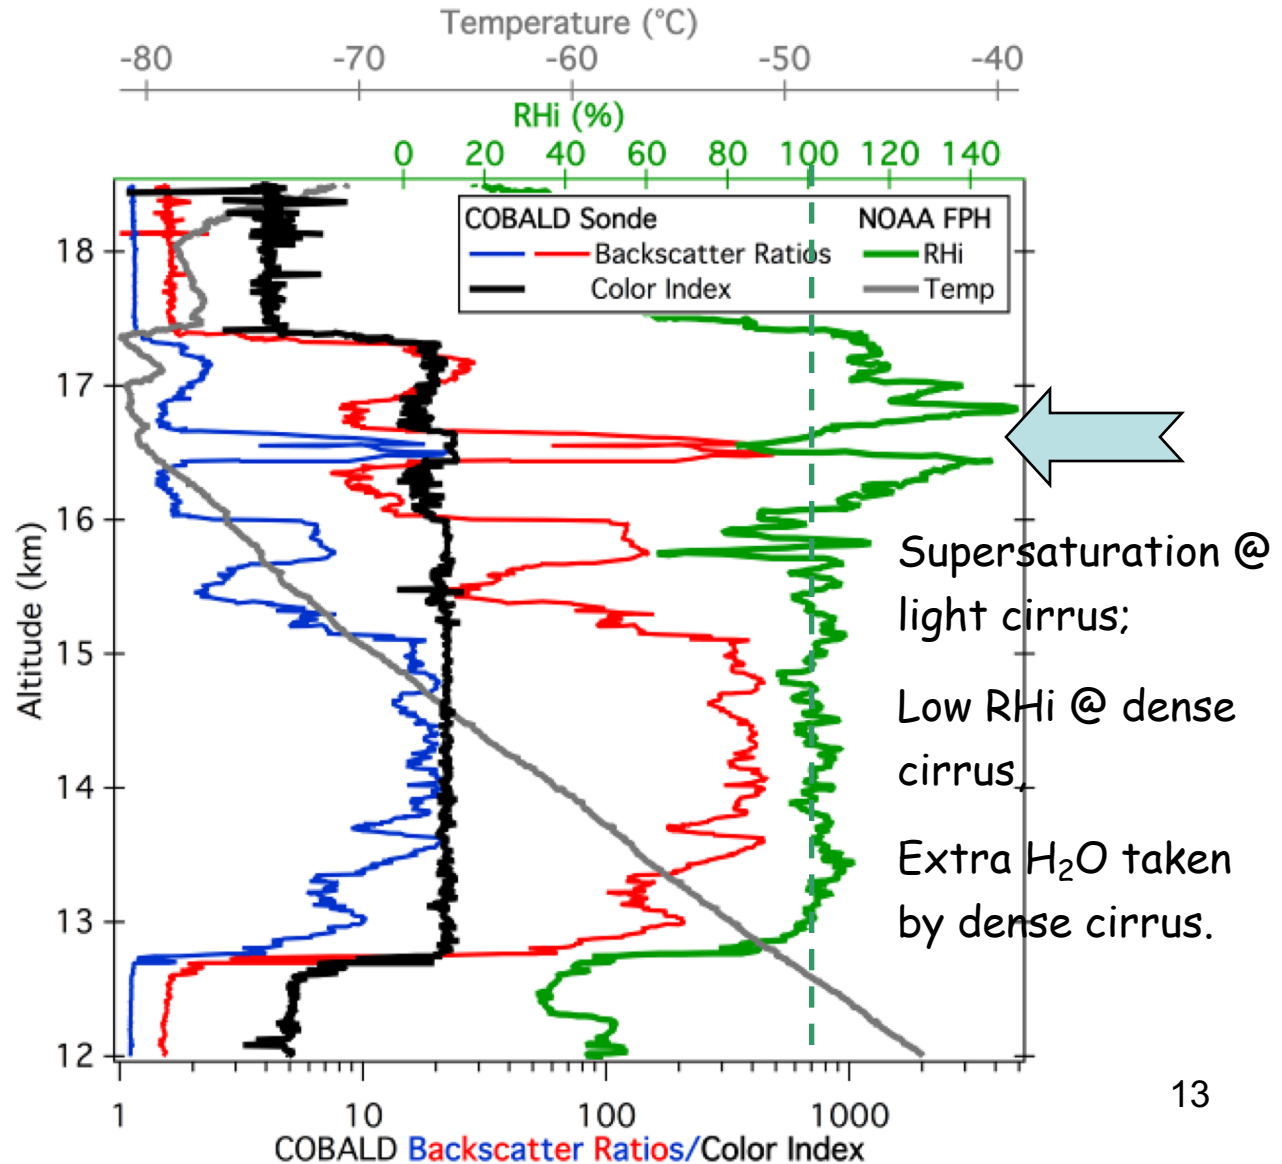 Temperature (°C)
-80 -70 -60 -50 -40
RHi (%)
0 20 40 60 80 100 120 140
COBALD Sonde NOAA FPH
Backscatter Ratios RHi
Color Index Temp
18
17
16
15
14
13
12
Altitude (km)
Supersaturation @
light cirrus;
Low RHi @ dense
cirrus,
Extra H₂O taken
by dense cirrus.
1 10 100 1000
COBALD Backscatter Ratios/Color Index
13